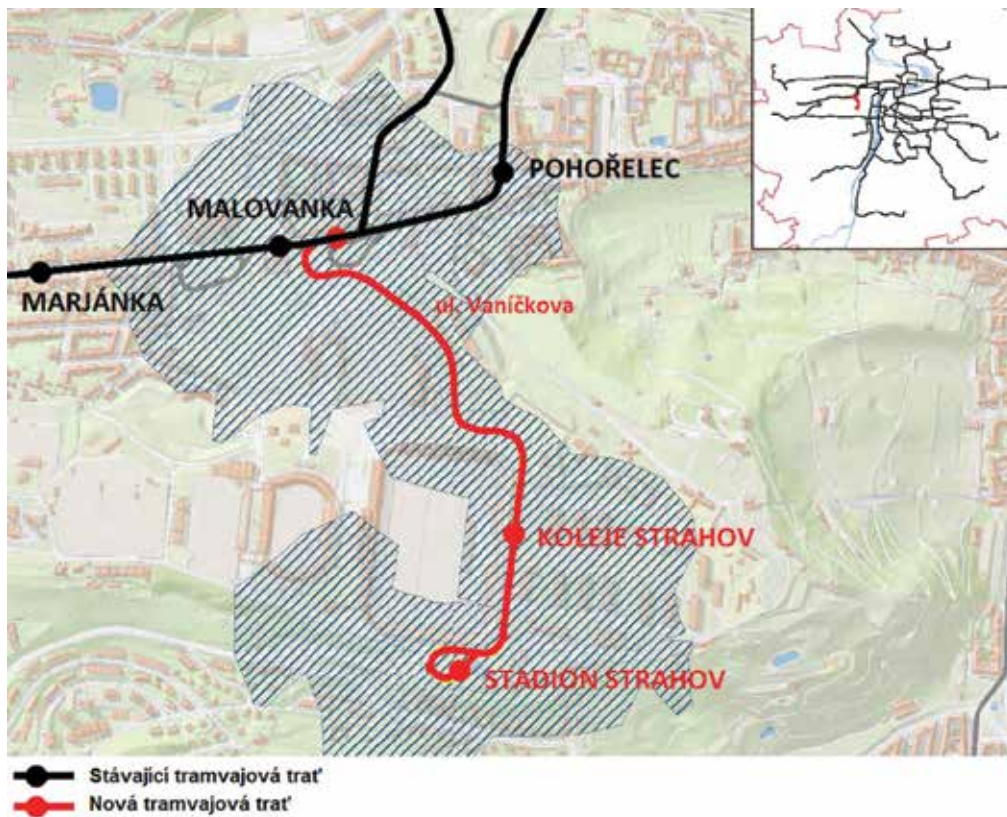 POHOŘELEC
MALOVANKA
MARJÁNKA
ul. Vaníčkova
KOLEJE STRAHOV
STADION STRAHOV
Stávající tramvajová trať
Nová tramvajová trať